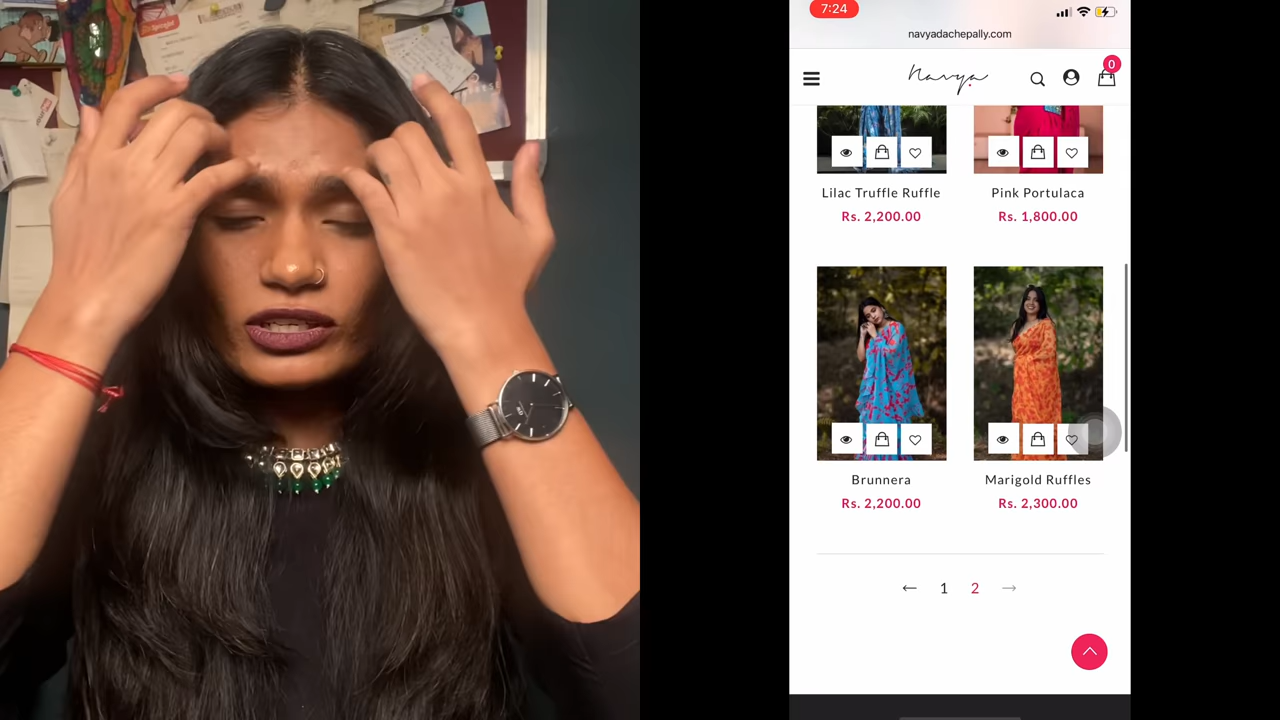 7:24
navyadachepally.com
Navya
0
Lilac Truffle Ruffle
Rs. 2,200.00
Pink Portulaca
Rs. 1,800.00
Brunnera
Rs. 2,200.00
Marigold Ruffles
Rs. 2,300.00
← 1 2 →